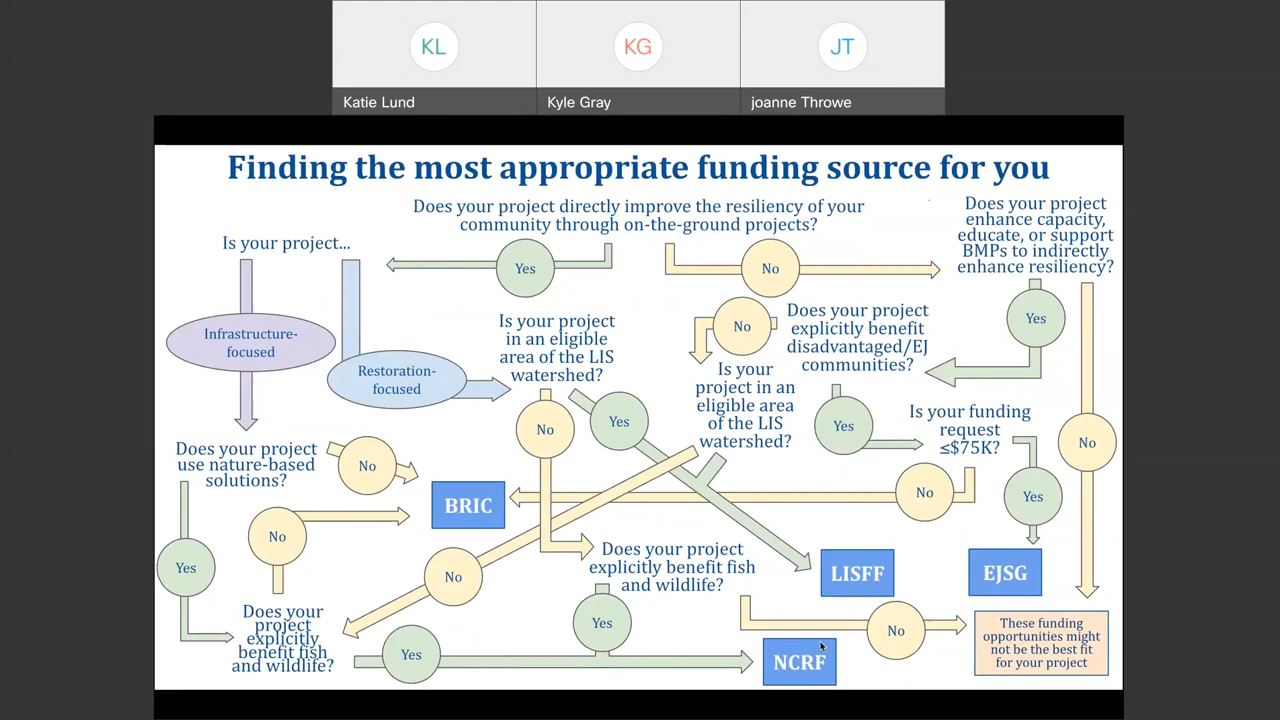 KL
KG
JT
Katie Lund
Kyle Gray
joanne Throwe
Finding the most appropriate funding source for you
Does your project directly improve the resiliency of your
community through on-the-ground projects?
Yes
No
Does your project
enhance capacity,
educate, or support
BMPs to indirectly
enhance resiliency?
Yes
No
Is your project...
Infrastructure-
focused
Restoration-
focused
Is your project
in an eligible
area of the LIS
watershed?
No
Yes
No
Does your project
explicitly benefit
disadvantaged/EJ
communities?
Yes
Is your project
project in an
eligible area
of the LIS
watershed?
No
Is your funding
request
≤$75K?
No
Yes
Does your project
use nature-based
solutions?
No
Yes
BRIC
No
Does your
project
explicitly
benefit fish
and wildlife?
Yes
Does your project
explicitly benefit fish
and wildlife?
Yes
No
LISFF
EJSG
NCRF
These funding
opportunities might
not be the best fit
for your project